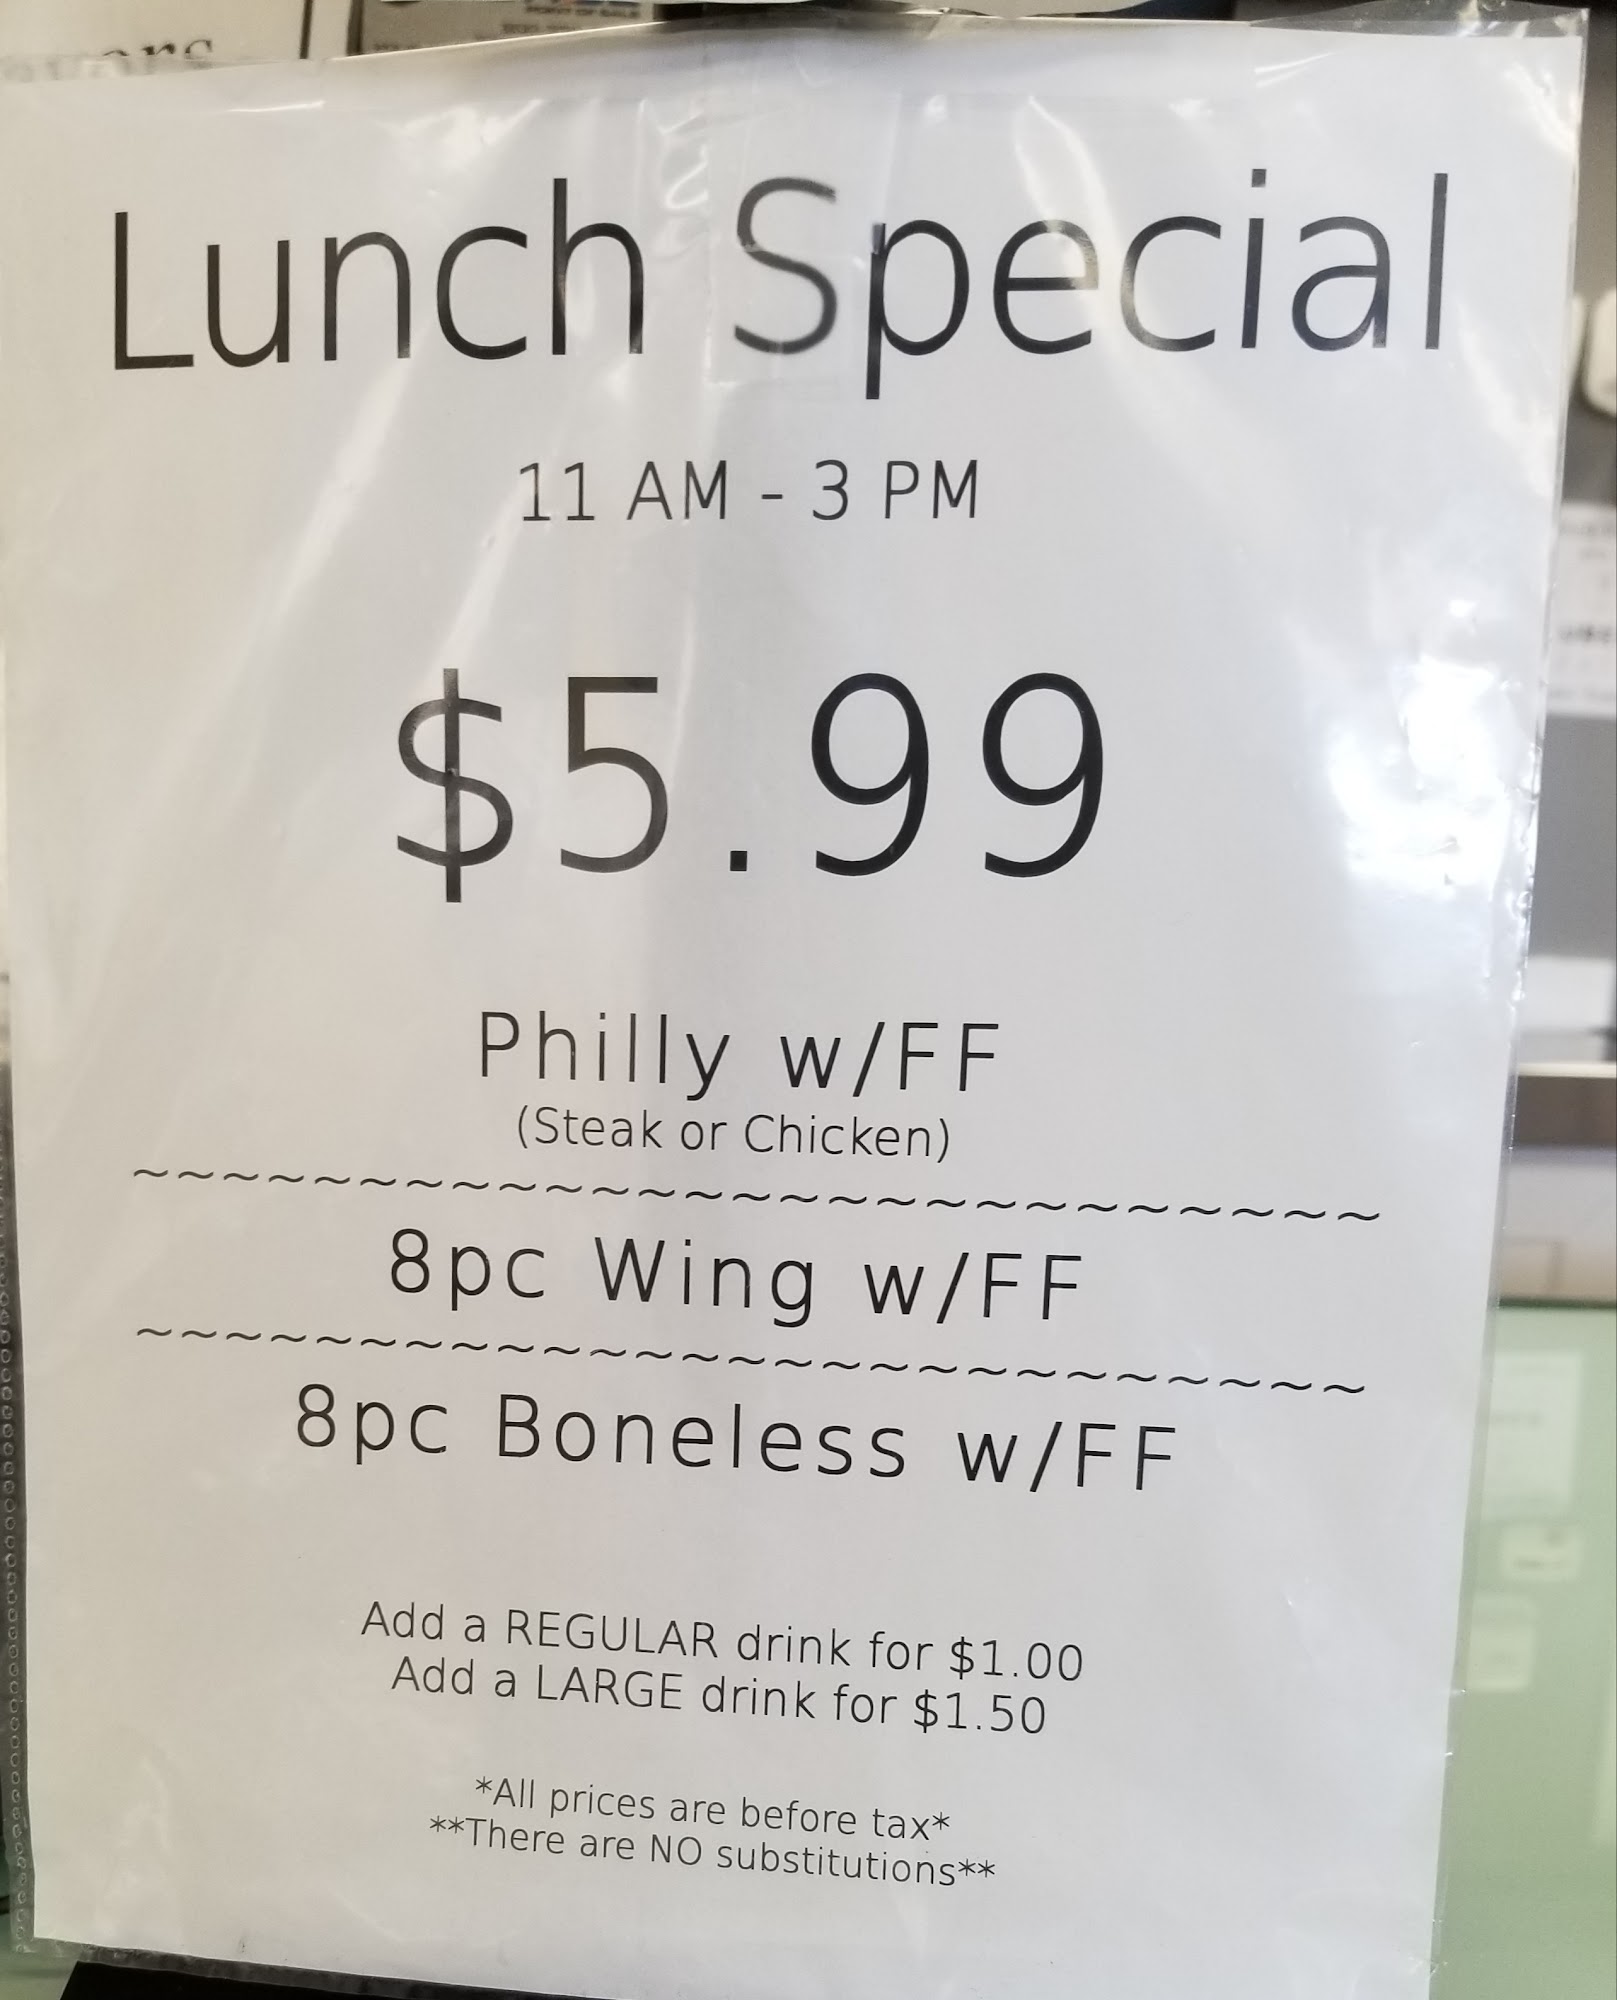 Lunch Special
11 AM - 3 PM
$5.99
Philly w/FF
(Steak or Chicken)
~~~~~~~~~~~~~~~~~~~~~~~~~~~
8pc Wing w/FF
~~~~~~~~~~~~~~~~~~~~~~~~~~~
8pc Boneless w/FF
Add a REGULAR drink for $1.00
Add a LARGE drink for $1.50
*All prices are before tax*
**There are NO substitutions**